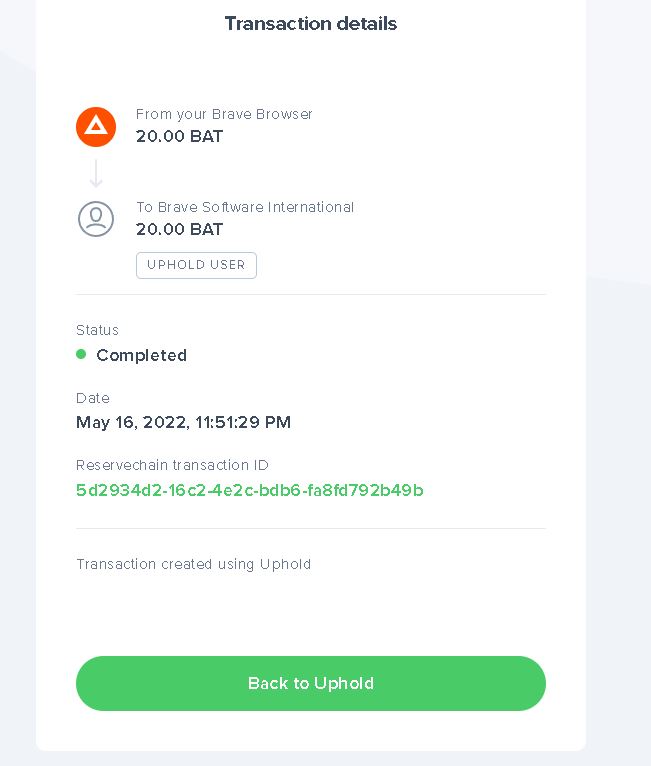 Transaction details
From your Brave Browser
20.00 BAT
To Brave Software International
20.00 BAT
UPHOLD USER
Status
Completed
Date
May 16, 2022, 11:51:29 PM
Reservechain transaction ID
5d2934d2-16c2-4e2c-bdb6-fa8fd792b49b
Transaction created using Uphold
Back to Uphold